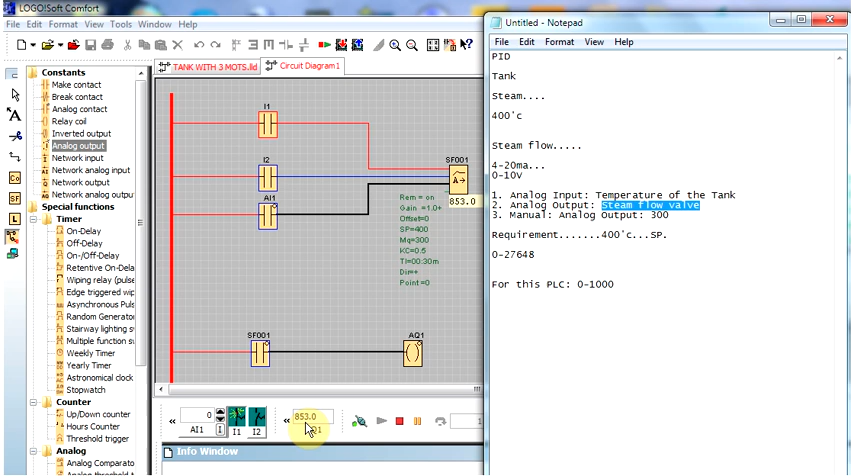 LOGO!Soft Comfort
File Edit Format View Tools Window Help
TANK WITH 3 MOTS.lld
Circuit Diagram1
Constants
Make contact
Break contact
Analog contact
Relay coil
Inverted output
Analog output
Network input
Network analog input
Network output
Network analog outpu
Special functions
Timer
On-Delay
Off-Delay
On-/Off-Delay
Retentive On-Dela
Wiping relay (pulse
Edge triggered wip
Asynchronous Puls
Random Generator
Stairway lighting s
Multiple function su
Weekly Timer
Yearly Timer
Astronomical clock
Stopwatch
Counter
Up/Down counter
Hours Counter
Threshold trigger
Analog
Analog Comparato
A
Co
SF
L
I1
I2
AI1
SF001
A→
853.0
Rem = on
Gain =1.0+
Offset=0
SP=400
Mq=300
KC=0.5
TI=00:30m
Dir=+
Point =0
SF001
AQ1
0
AI1
I1
I2
853.0
Q1
1
Info Window
Untitled - Notepad
File Edit Format View Help
PID
Tank
Steam....
400'c
Steam flow.....
4-20ma...
0-10V
1. Analog Input: Temperature of the Tank
2. Analog Output: Steam flow valve
3. Manual: Analog Output: 300
Requirement.......400'c...SP.
0-27648
For this PLC: 0-1000